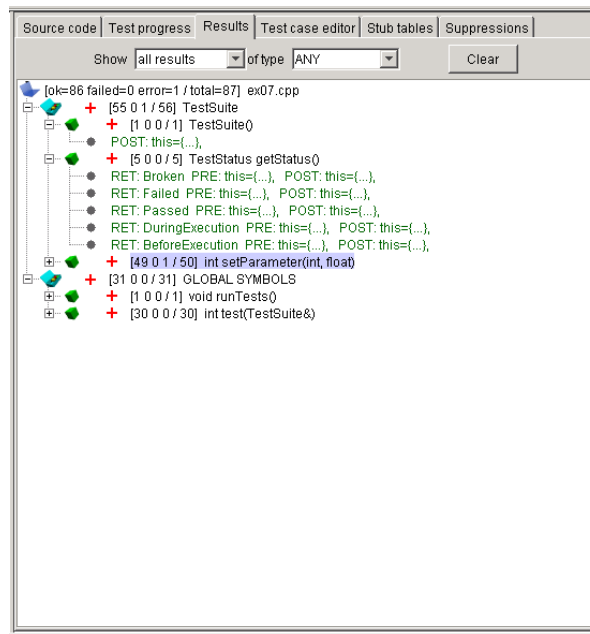 Source code Test progress Results Test case editor Stub tables Suppressions
Show all results of type ANY Clear
[ok=86 failed=0 error=1 / total=87] ex07.cpp
[55 0 1 / 56] TestSuite
[1 0 0 / 1] TestSuite()
POST: this={...},
[5 0 0 / 5] TestStatus getStatus()
RET: Broken PRE: this={...}, POST: this={...},
RET: Failed PRE: this={...}, POST: this={...},
RET: Passed PRE: this={...}, POST: this={...},
RET: DuringExecution PRE: this={...}, POST: this={...},
RET: BeforeExecution PRE: this={...}, POST: this={...},
[49 0 1 / 50] int setParameter(int, float)
[31 0 0 / 31] GLOBAL SYMBOLS
[1 0 0 / 1] void runTests()
[30 0 0 / 30] int test(TestSuite&)